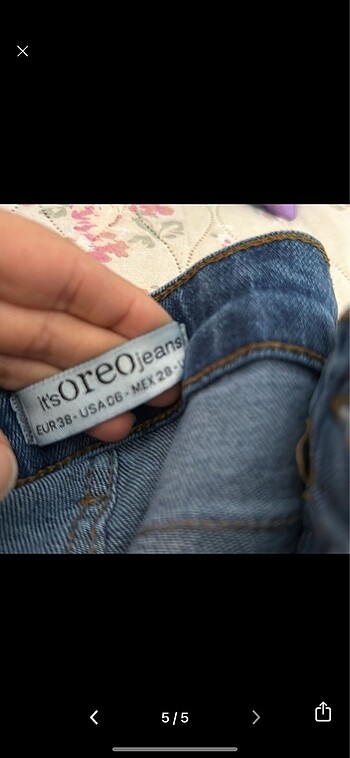 it's oreo jeans
EUR 38 - USA 06 - MEX 28 -
5/5